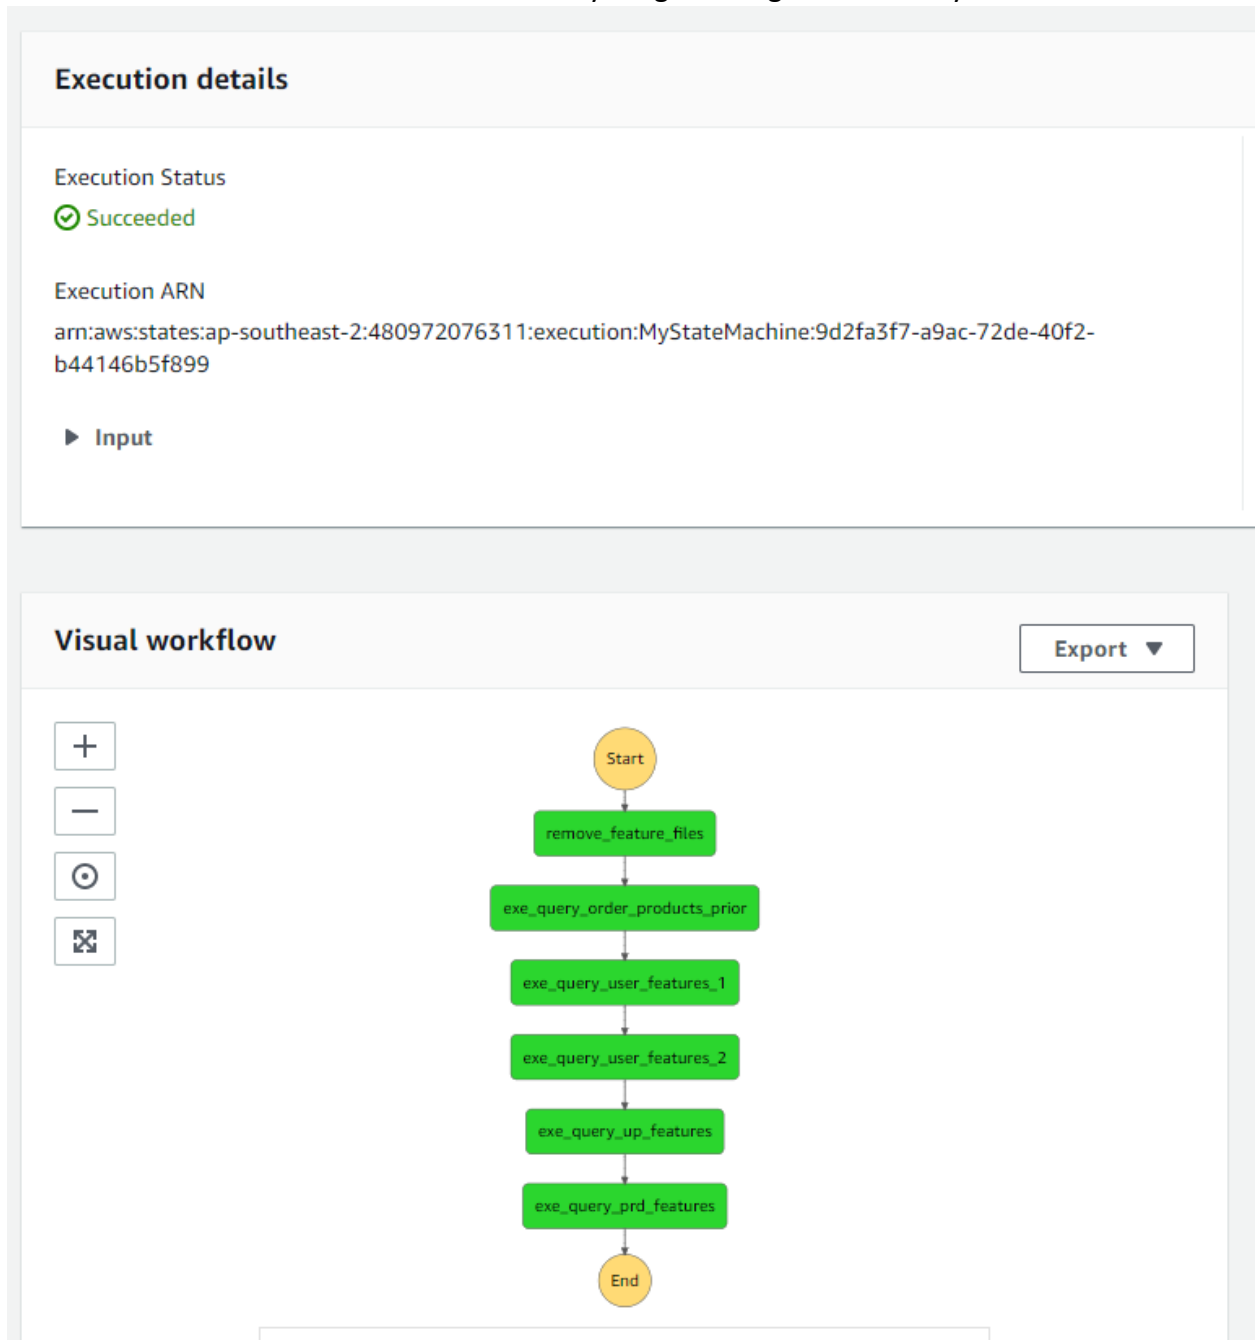 Execution details
Execution Status
Succeeded
Execution ARN
arn:aws:states:ap-southeast-2:480972076311:execution:MyStateMachine:9d2fa3f7-a9ac-72de-40f2-
b44146b5f899
Input
Visual workflow
Export
Start
remove_feature_files
exe_query_order_products_prior
exe_query_user_features_1
exe_query_user_features_2
exe_query_up_features
exe_query_prd_features
End